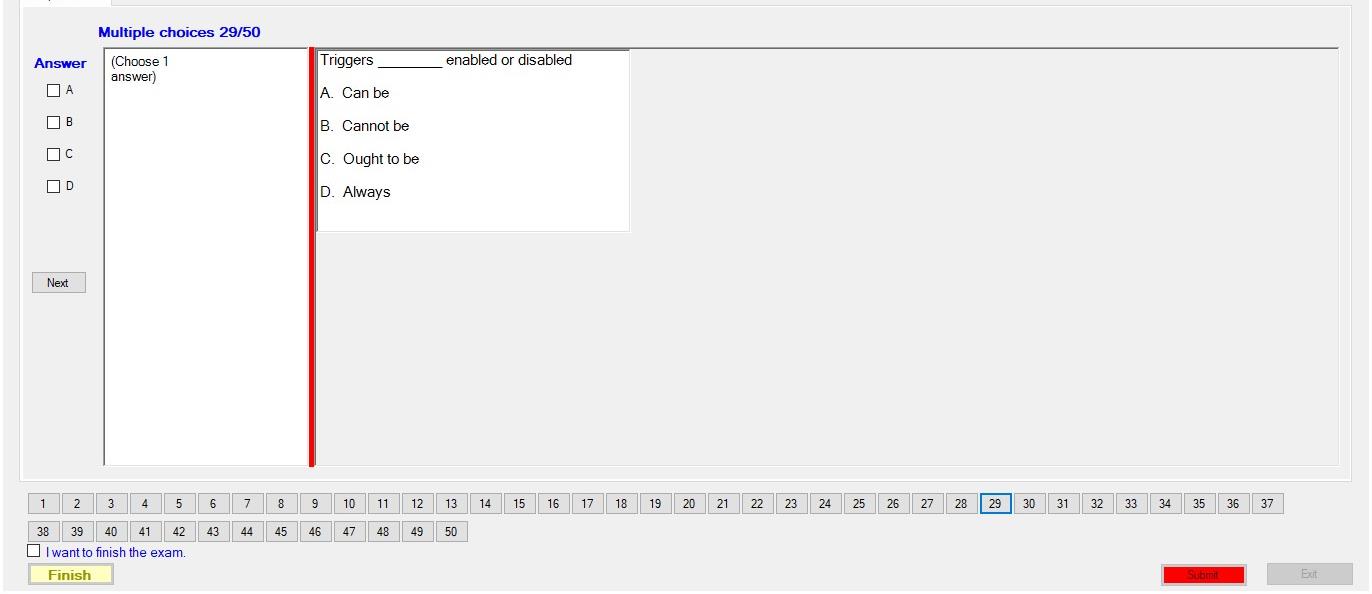 Multiple choices 29/50
Answer
(Choose 1
answer)
A
B
C
D
Next
Triggers ________ enabled or disabled
A. Can be
B. Cannot be
C. Ought to be
D. Always
1 2 3 4 5 6 7 8 9 10 11 12 13 14 15 16 17 18 19 20 21 22 23 24 25 26 27 28 29 30 31 32 33 34 35 36 37
38 39 40 41 42 43 44 45 46 47 48 49 50
I want to finish the exam.
Finish
Submit
Exit